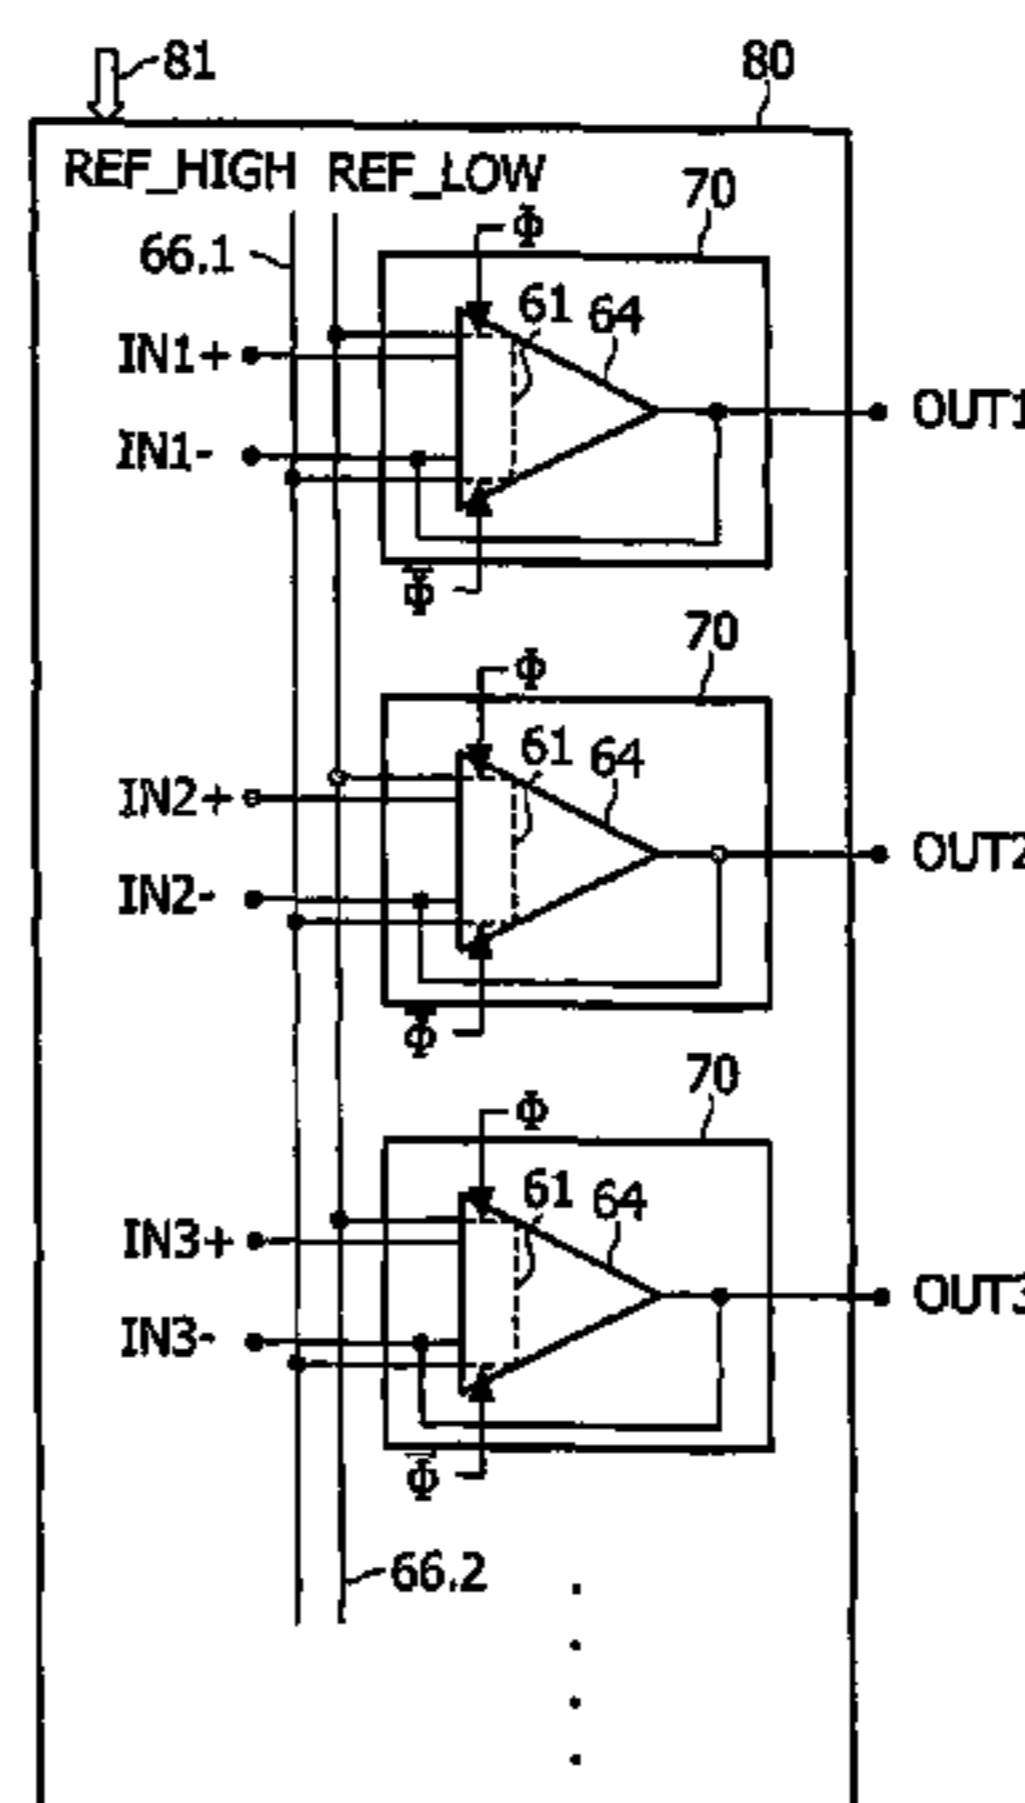 81
80
REF_HIGH REF_LOW
70
Φ
66.1
61 64
IN1+
OUT1
IN1-
Φ̅
70
Φ
61 64
IN2+
OUT2
IN2-
Φ̅
70
Φ
61 64
IN3+
OUT3
IN3-
Φ̅
66.2